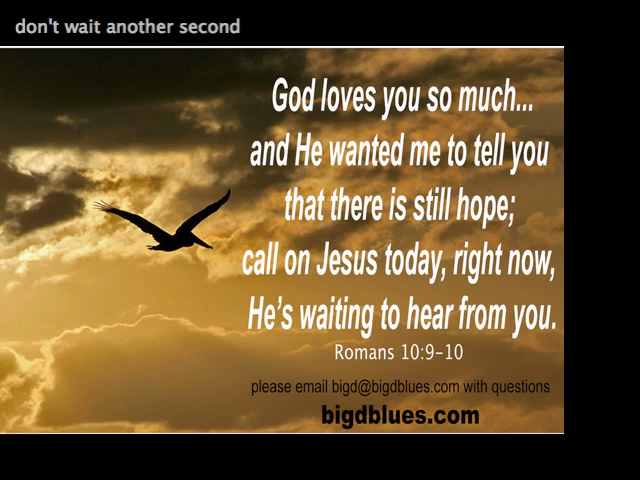 don't wait another second
God loves you so much...
and He wanted me to tell you
that there is still hope;
call on Jesus today, right now,
He's waiting to hear from you.
Romans 10:9-10
please email bigd@bigdblues.com with questions
bigdblues.com